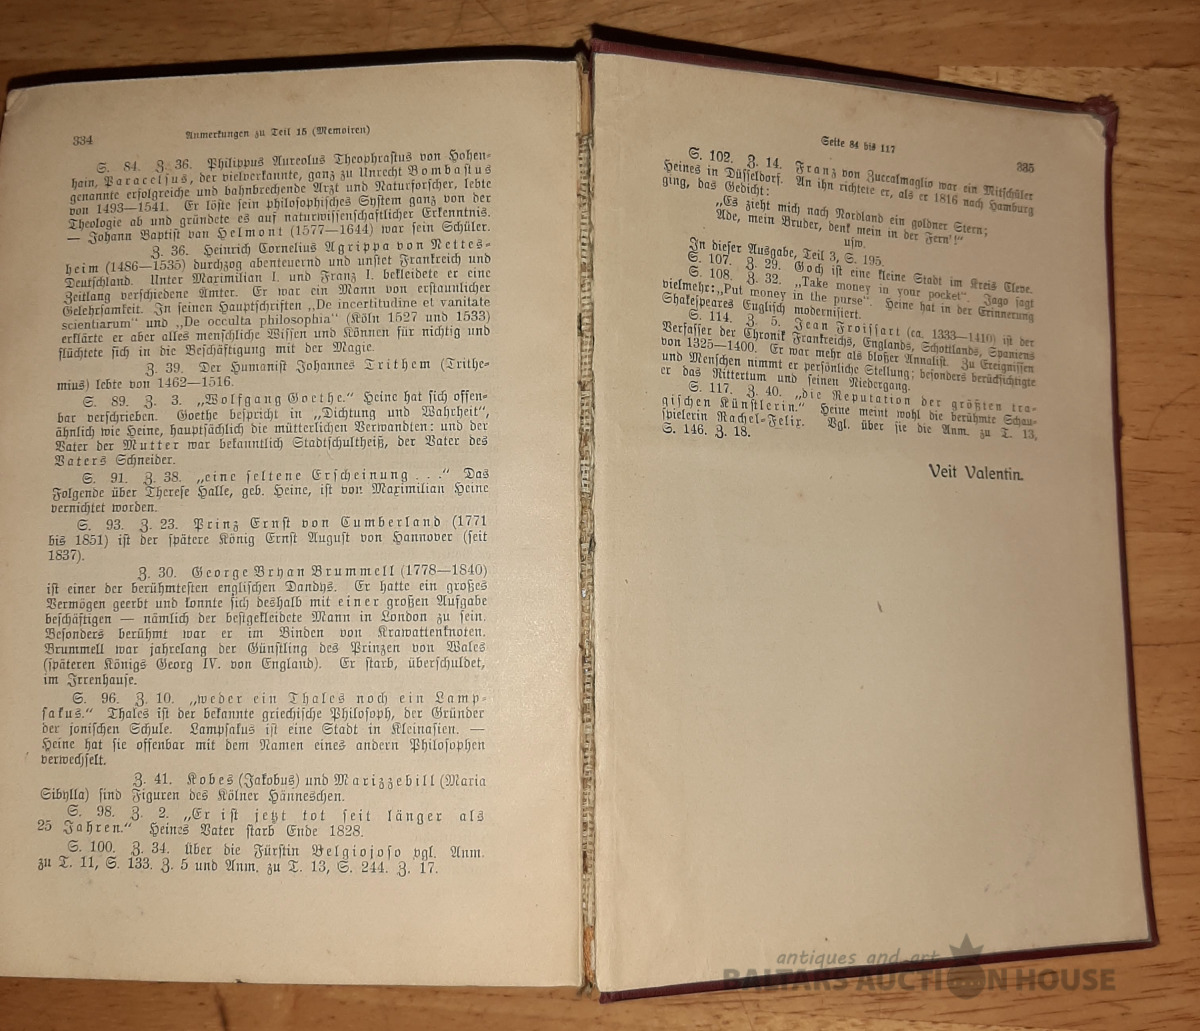 334
Anmerkungen zu Teil 15 (Memoiren)
S. 84. Z. 36. Philippus Aureolus Theophrastus von Hohen-
hain, Paracelsus, der vielverkannte, ganz zu Unrecht Bombastus
genannte erfolgreiche und bahnbrechende Arzt und Naturforscher, lebte
von 1493—1541. Er löste sein philosophisches System ganz von der
Theologie ab und gründete es auf naturwissenschaftlicher Erkenntnis.
— Johann Baptist van Helmont (1577—1644) war sein Schüler.
Z. 36. Heinrich Cornelius Agrippa von Nettes-
heim (1486—1535) durchzog abenteuernd und unstet Frankreich und
Deutschland. Unter Maximilian I. und Franz I. bekleidete er eine
Zeitlang verschiedene Ämter. Er war ein Mann von erstaunlicher
Gelehrsamkeit. In seinen Hauptschriften „De incertitudine et vanitate
scientiarum“ und „De occulta philosophia“ (Köln 1527 und 1533)
erklärte er aber alles menschliche Wissen und Können für nichtig und
flüchtete sich in die Beschäftigung mit der Magie.
Z. 39. Der Humanist Johannes Trithem (Trithe-
mius) lebte von 1462—1516.
S. 89. Z. 3. „Wolfgang Goethe.“ Heine hat sich offen-
bar verschrieben. Goethe bespricht in „Dichtung und Wahrheit“,
ähnlich wie Heine, hauptsächlich die mütterlichen Verwandten: und der
Vater der Mutter war bekanntlich Stadtschultheiß, der Vater des
Vaters Schneider.
S. 91. Z. 38. „eine seltene Erscheinung . . .“ Das
Folgende über Therese Halle, geb. Heine, ist von Maximilian Heine
vernichtet worden.
S. 93. Z. 23. Prinz Ernst von Cumberland (1771
bis 1851) ist der spätere König Ernst August von Hannover (seit
1837).
Z. 30. George Bryan Brummell (1778—1840)
ist einer der berühmtesten englischen Dandys. Er hatte ein großes
Vermögen geerbt und konnte sich deshalb mit einer großen Aufgabe
beschäftigen — nämlich der bestgekleidete Mann in London zu sein.
Besonders berühmt war er im Binden von Krawattenknoten.
Brummell war jahrelang der Günstling des Prinzen von Wales
(späteren Königs Georg IV. von England). Er starb, überschuldet,
im Irrenhause.
S. 96. Z. 10. „weder ein Thales noch ein Lamp-
sakus.“ Thales ist der bekannte griechische Philosoph, der Gründer
der jonischen Schule. Lampsakus ist eine Stadt in Kleinasien. —
Heine hat sie offenbar mit dem Namen eines andern Philosophen
verwechselt.
Z. 41. Kobes (Jakobus) und Marizzebill (Maria
Sibylla) sind Figuren des Kölner Hänneschen.
S. 98. Z. 2. „Er ist jetzt tot seit länger als
25 Jahren.“ Heines Vater starb Ende 1828.
S. 100. Z. 34. Über die Fürstin Belgiojoso vgl. Anm.
zu T. 11, S. 133. Z. 5 und Anm. zu T. 13, S. 244. Z. 17.
Seite 84 bis 117
335
S. 102. Z. 14. Franz von Zuccalmaglio war ein Mitschüler
Heines in Düsseldorf. An ihn richtete er, als er 1816 nach Hamburg
ging, das Gedicht:
„Es zieht mich nach Nordland ein goldner Stern;
Ade, mein Bruder, denk mein in der Fern'!“
usw.
In dieser Ausgabe, Teil 3, S. 195.
S. 107. Z. 29. Goch ist eine kleine Stadt im Kreis Cleve.
S. 108. Z. 32. „Take money in your pocket“. Jago sagt
vielmehr: „Put money in the purse“. Heine hat in der Erinnerung
Shakespeares Englisch modernisiert.
S. 114. Z. 5. Jean Froissart (ca. 1333—1410) ist der
Verfasser der Chronik Frankreichs, Englands, Schottlands, Spaniens
von 1325—1400. Er war mehr als bloßer Annalist. Zu Ereignissen
und Menschen nimmt er persönliche Stellung; besonders berücksichtigte
er das Rittertum und seinen Niedergang.
S. 117. Z. 40. „die Reputation der größten tra-
gischen Künstlerin.“ Heine meint wohl die berühmte Schau-
spielerin Rachel-Felix. Vgl. über sie die Anm. zu T. 13,
S. 146. Z. 18.
Veit Valentin.
antiques and art
BALTARS AUCTION HOUSE